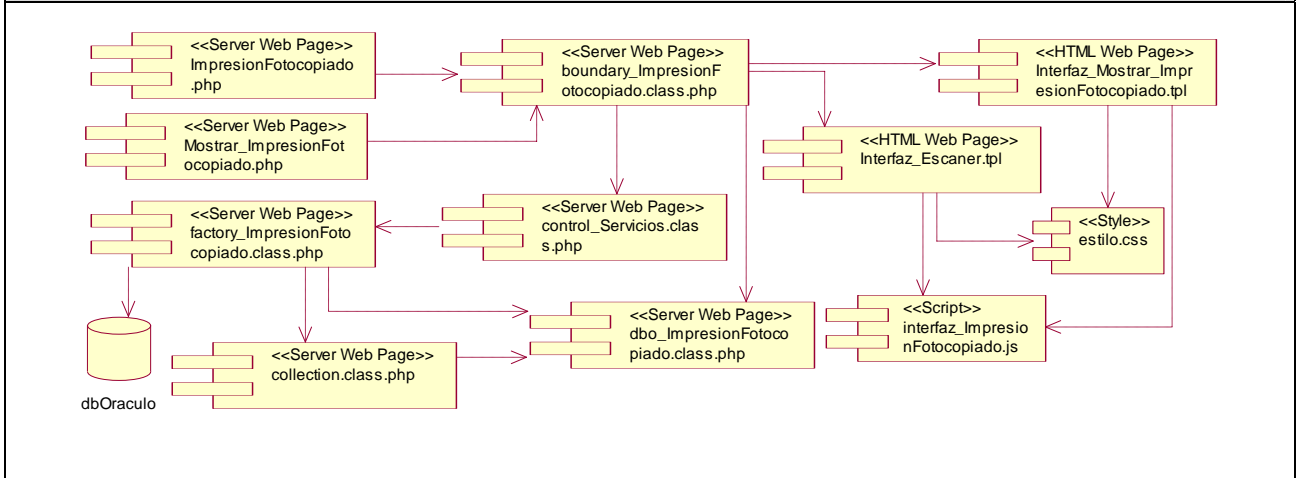 <<Server Web Page>>
ImpresionFotocopiado
.php
<<Server Web Page>>
boundary_ImpresionF
otocopiado.class.php
<<HTML Web Page>>
Interfaz_Mostrar_Impr
esionFotocopiado.tpl
<<Server Web Page>>
Mostrar_ImpresionFot
ocopiado.php
<<HTML Web Page>>
Interfaz_Escaner.tpl
<<Server Web Page>>
factory_ImpresionFoto
copiado.class.php
<<Server Web Page>>
control_Servicios.clas
s.php
<<Style>>
estilo.css
<<Server Web Page>>
dbo_ImpresionFotoco
piado.class.php
<<Script>>
interfaz_Impresio
nFotocopiado.js
<<Server Web Page>>
collection.class.php
dbOraculo